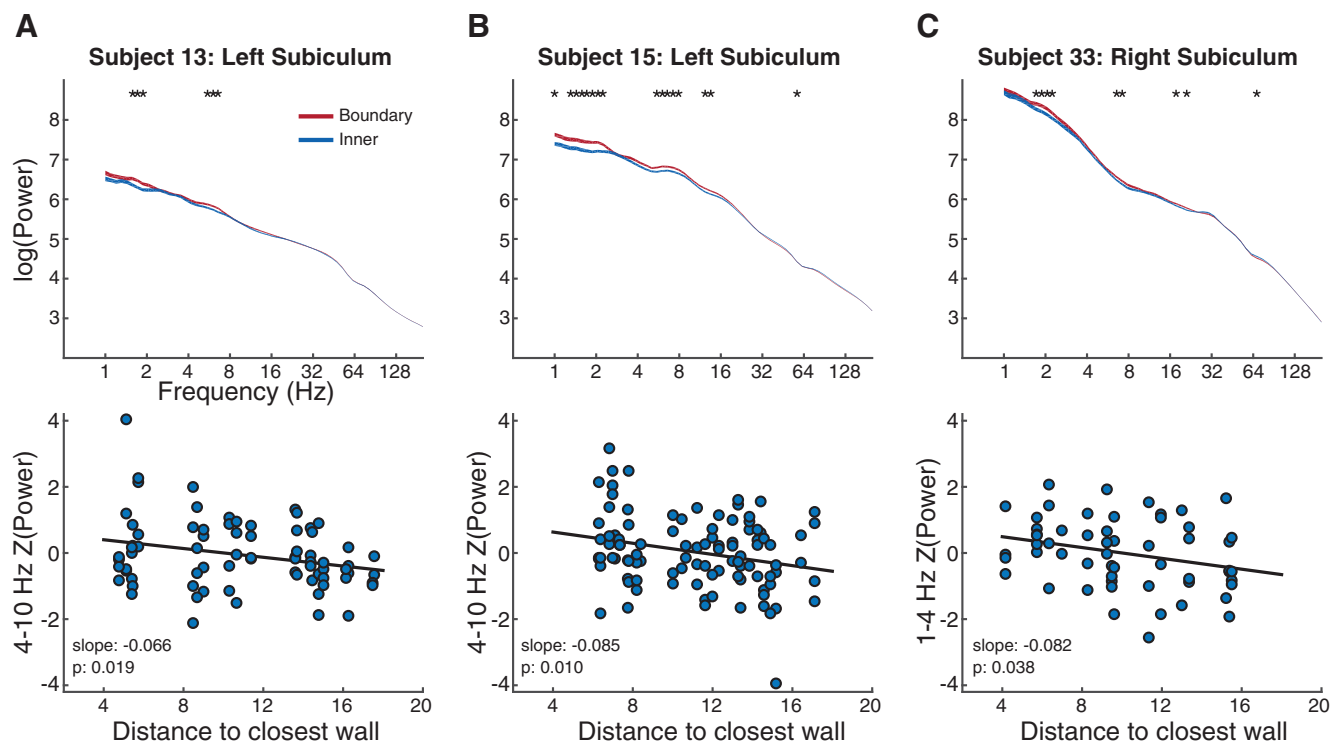 A
Subject 13: Left Subiculum
*** ***
Boundary
Inner
log(Power)
8
7
6
5
4
3
1 2 4 8 16 32 64 128
Frequency (Hz)
4-10 Hz Z(Power)
4
2
0
-2
-4
slope: -0.066
p: 0.019
4 8 12 16 20
Distance to closest wall
B
Subject 15: Left Subiculum
8
7
6
5
4
3
1 2 4 8 16 32 64 128
4-10 Hz Z(Power)
4
2
0
-2
-4
slope: -0.085
p: 0.010
4 8 12 16 20
Distance to closest wall
C
Subject 33: Right Subiculum
8
7
6
5
4
3
1 2 4 8 16 32 64 128
1-4 Hz Z(Power)
4
2
0
-2
-4
slope: -0.082
p: 0.038
4 8 12 16 20
Distance to closest wall